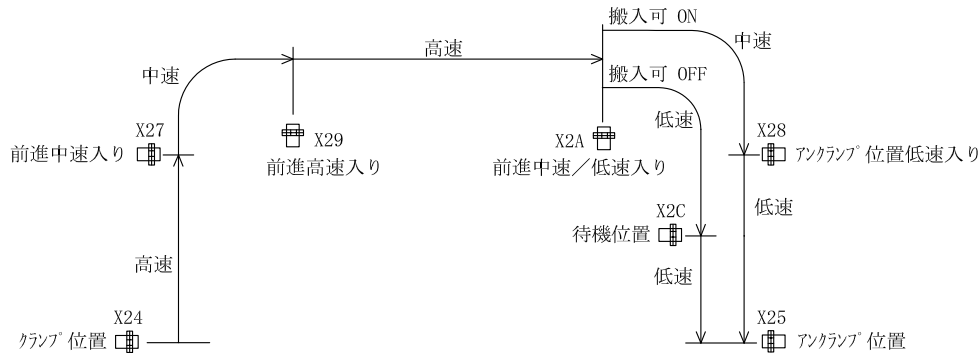 搬入可 ON
高速
中速
中速
搬入可 OFF
X27
低速
X28
前進中速入り
X29
X2A
アンクランプ位置低速入り
前進高速入り
前進中速／低速入り
X2C
低速
待機位置
高速
低速
X24
X25
クランプ位置
アンクランプ位置